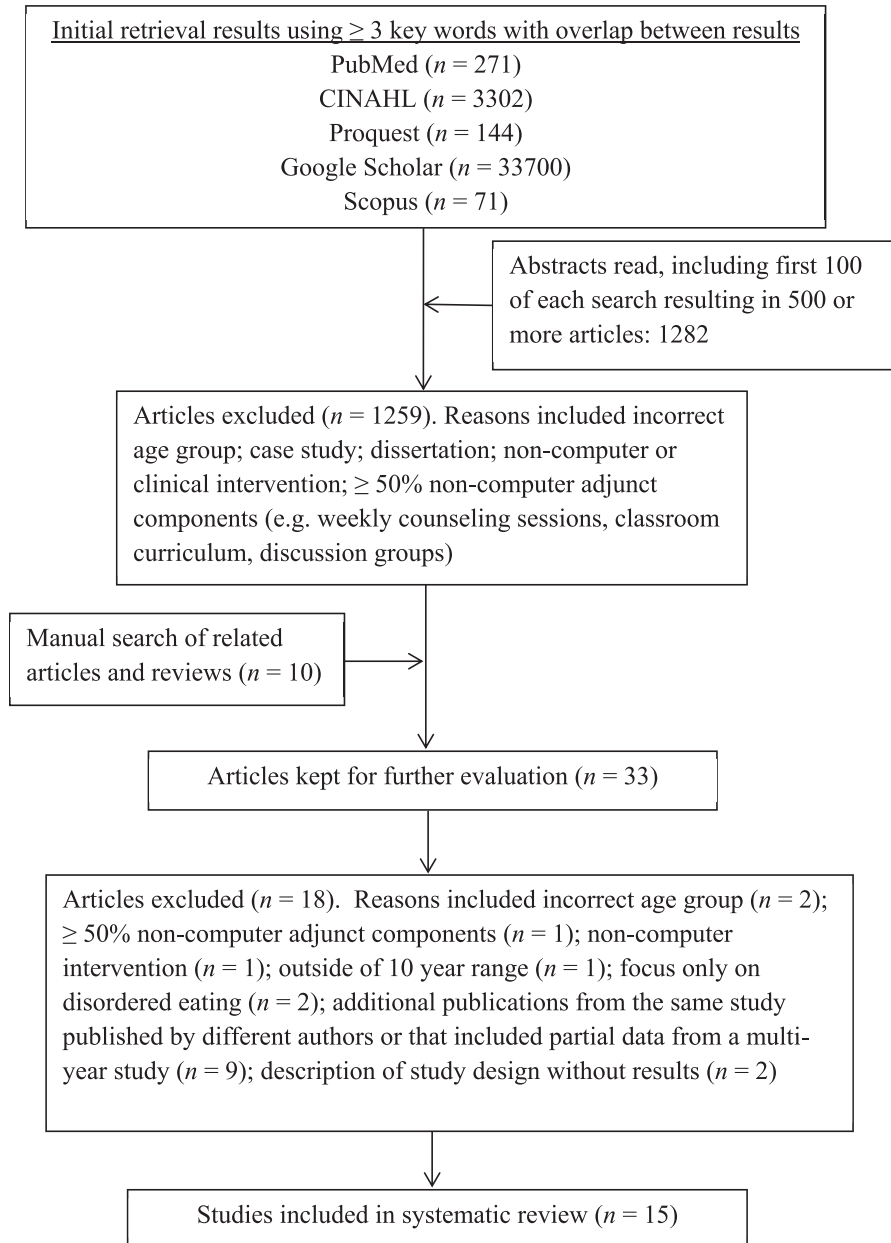 Initial retrieval results using ≥ 3 key words with overlap between results
PubMed (n = 271)
CINAHL (n = 3302)
Proquest (n = 144)
Google Scholar (n = 33700)
Scopus (n = 71)
Abstracts read, including first 100
of each search resulting in 500 or
more articles: 1282
Articles excluded (n = 1259). Reasons included incorrect
age group; case study; dissertation; non-computer or
clinical intervention; ≥ 50% non-computer adjunct
components (e.g. weekly counseling sessions, classroom
curriculum, discussion groups)
Manual search of related
articles and reviews (n = 10)
Articles kept for further evaluation (n = 33)
Articles excluded (n = 18).  Reasons included incorrect age group (n = 2);
≥ 50% non-computer adjunct components (n = 1); non-computer
intervention (n = 1); outside of 10 year range (n = 1); focus only on
disordered eating (n = 2); additional publications from the same study
published by different authors or that included partial data from a multi-
year study (n = 9); description of study design without results (n = 2)
Studies included in systematic review (n = 15)